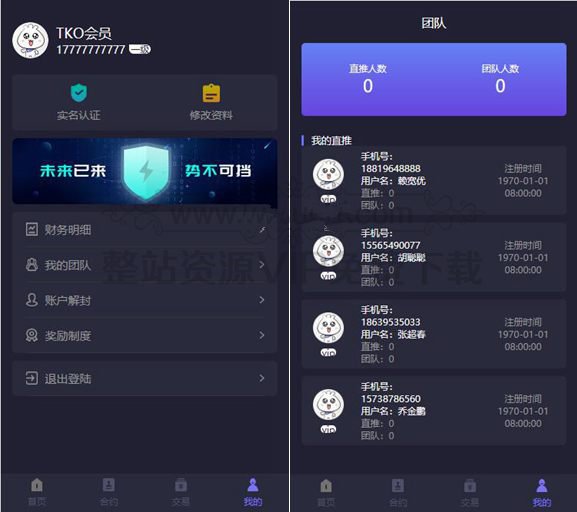 TKO会员
17777777777 一级
实名认证
修改资料
未来已来 势不可挡
财务明细
我的团队
账户解封
奖励制度
退出登陆
首页
合约
交易
我的
团队
直推人数
团队人数
0
0
我的直推
手机号:
18819648888
用户名: 赖宽优
直推: 0
团队: 0
vip
注册时间
1970-01-01
08:00:00
手机号:
15565490077
用户名: 胡聪聪
直推: 0
团队: 0
vip
注册时间
1970-01-01
08:00:00
手机号:
18639535033
用户名: 张超春
直推: 0
团队: 0
vip
注册时间
1970-01-01
08:00:00
手机号:
15738786560
用户名: 乔金鹏
直推: 0
团队: 0
vip
注册时间
1970-01-01
08:00:00
首页
合约
交易
我的
整站资源VIP免费下载